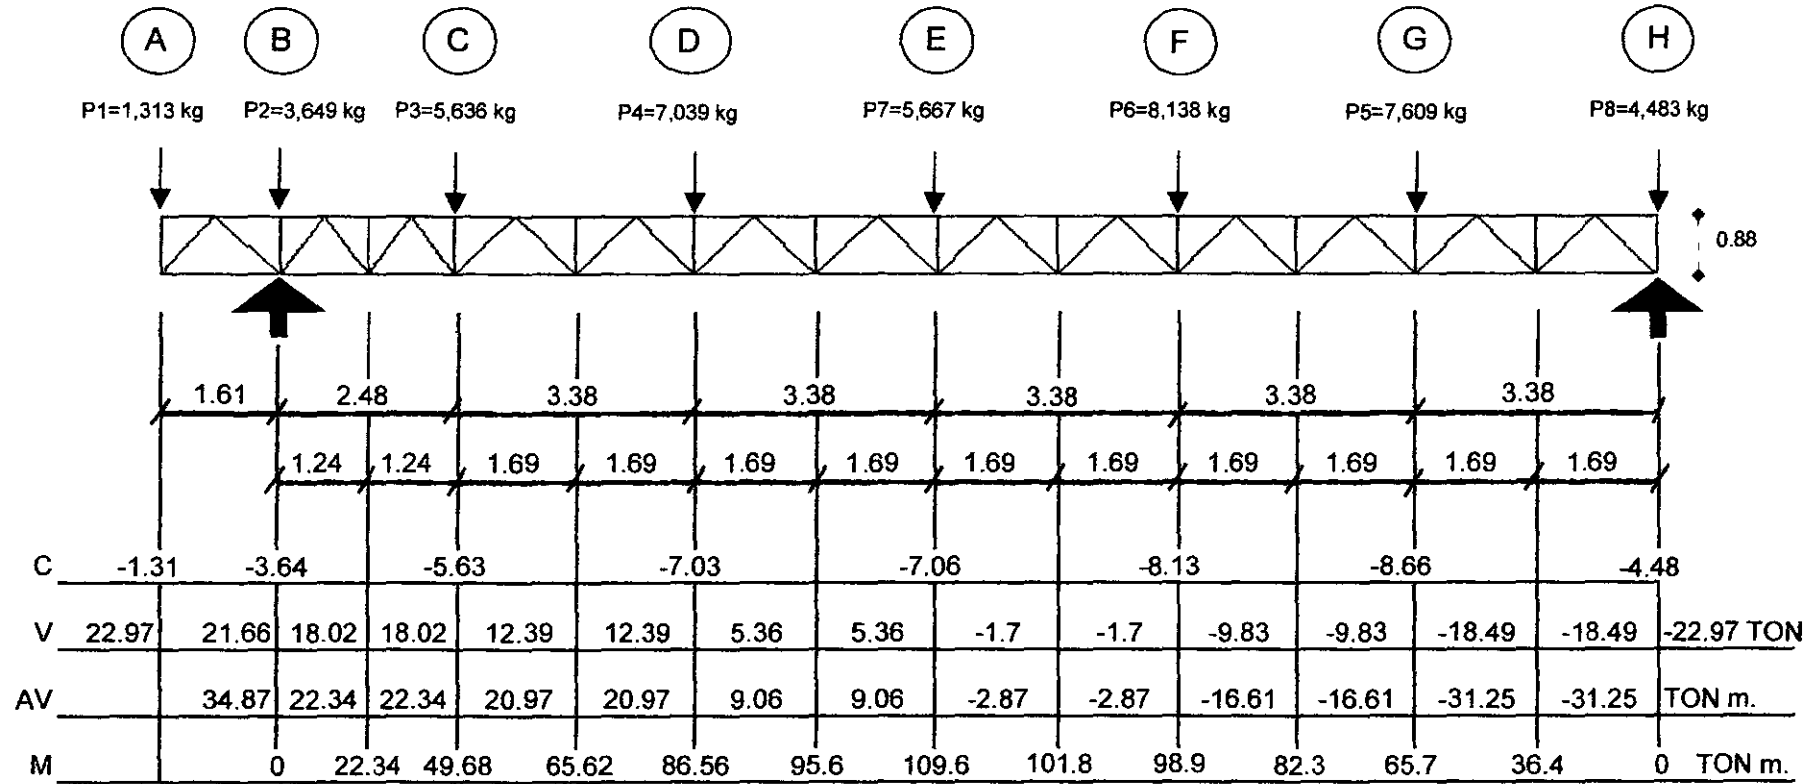 A B C D E F G H
P1=1,313 kg P2=3,649 kg P3=5,636 kg P4=7,039 kg P7=5,667 kg P6=8,138 kg P5=7,609 kg P8=4,483 kg
0.88
1.61 2.48 3.38 3.38 3.38 3.38 3.38
1.24 1.24 1.69 1.69 1.69 1.69 1.69 1.69 1.69 1.69 1.69 1.69
C -1.31 -3.64 -5.63 -7.03 -7.06 -8.13 -8.66 -4.48
V 22.97 21.66 18.02 18.02 12.39 12.39 5.36 5.36 -1.7 -1.7 -9.83 -9.83 -18.49 -18.49 -22.97 TON
AV 34.87 22.34 22.34 20.97 20.97 9.06 9.06 -2.87 -2.87 -16.61 -16.61 -31.25 -31.25 TON m.
M 0 22.34 49.68 65.62 86.56 95.6 109.6 101.8 98.9 82.3 65.7 36.4 0 TON m.